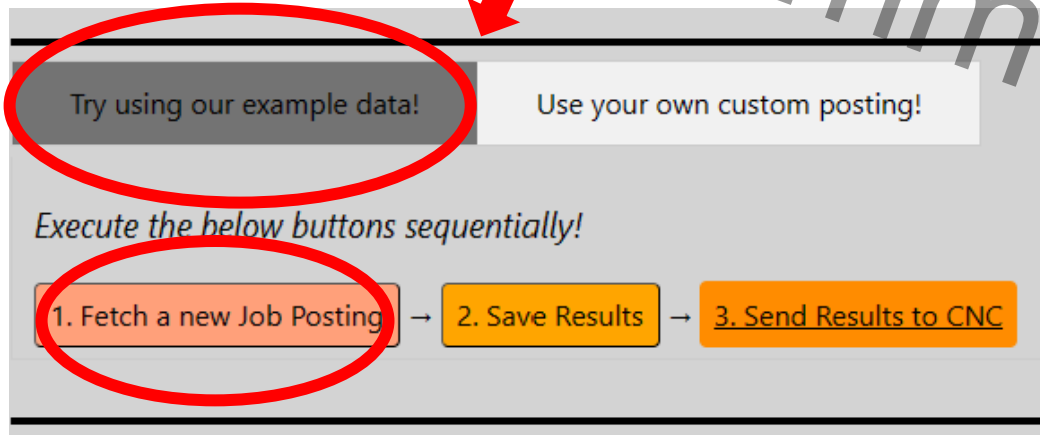 Try using our example data!
Use your own custom posting!
Execute the below buttons sequentially!
1. Fetch a new Job Posting → 2. Save Results → 3. Send Results to CNC